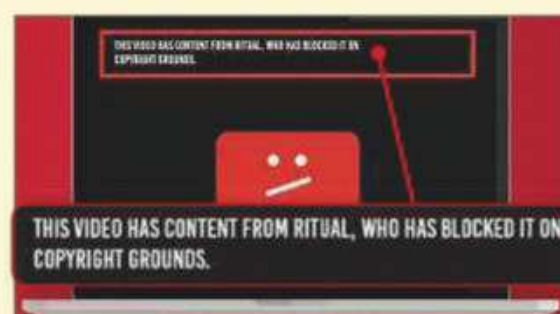 THIS VIDEO HAS CONTENT FROM RITUAL, WHO HAS BLOCKED IT ON
COPYRIGHT GROUNDS.
THIS VIDEO HAS CONTENT FROM RITUAL, WHO HAS BLOCKED IT ON
COPYRIGHT GROUNDS.